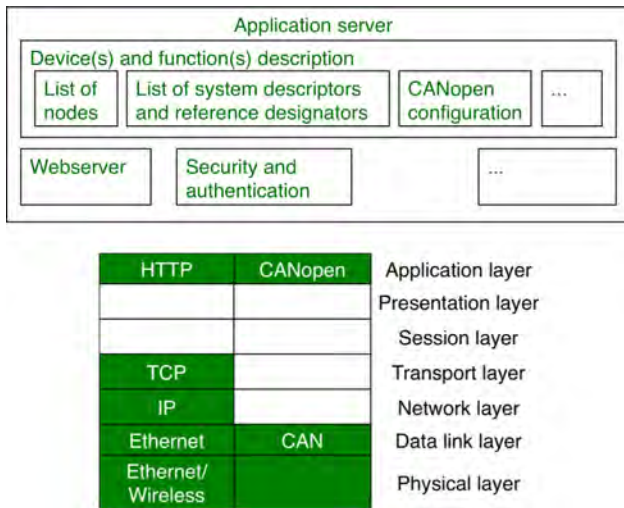 Application server
Device(s) and function(s) description
List of
nodes
List of system descriptors
and reference designators
CANopen
configuration
...
Webserver
Security and
authentication
...
HTTP CANopen Application layer
Presentation layer
Session layer
TCP Transport layer
IP Network layer
Ethernet CAN Data link layer
Ethernet/
Wireless
Physical layer